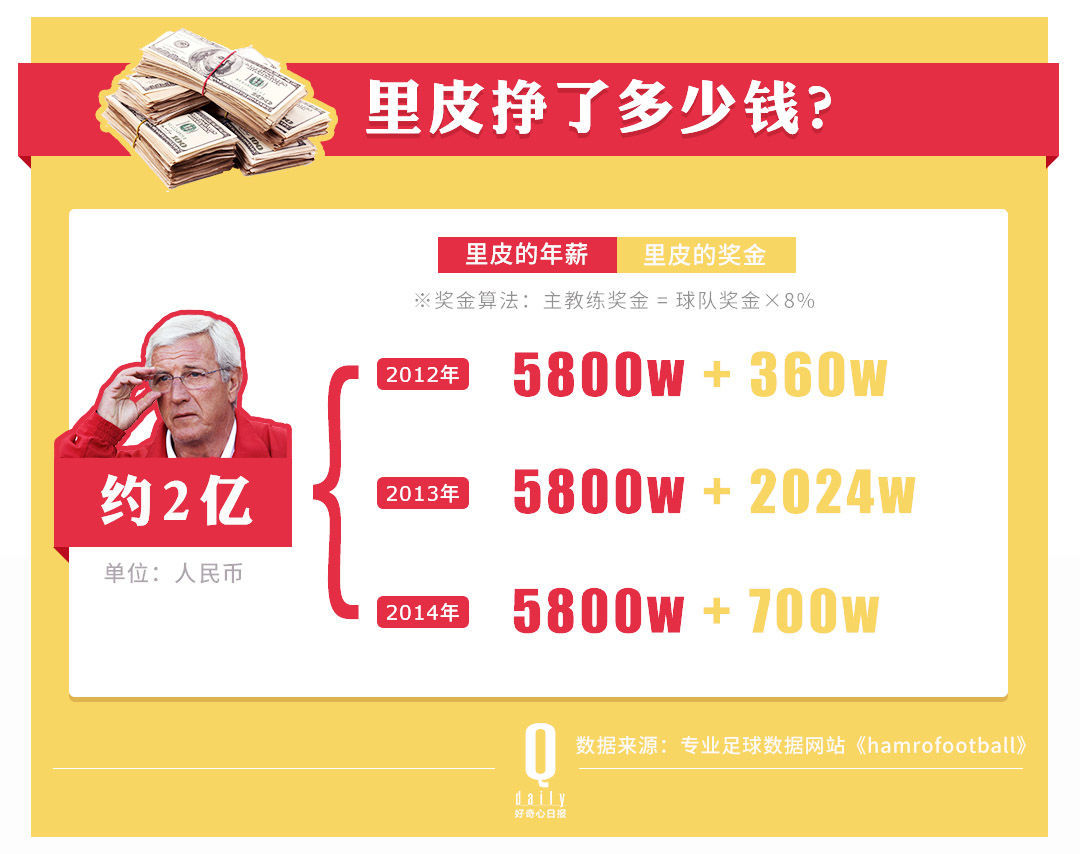 里皮挣了多少钱?
里皮的年薪 里皮的奖金
※奖金算法：主教练奖金 = 球队奖金×8%
2012年 5800w + 360w
约2亿
2013年 5800w + 2024w
单位：人民币
2014年 5800w + 700w
数据来源：专业足球数据网站《hamrofootball》
Q
daily
好奇心日报